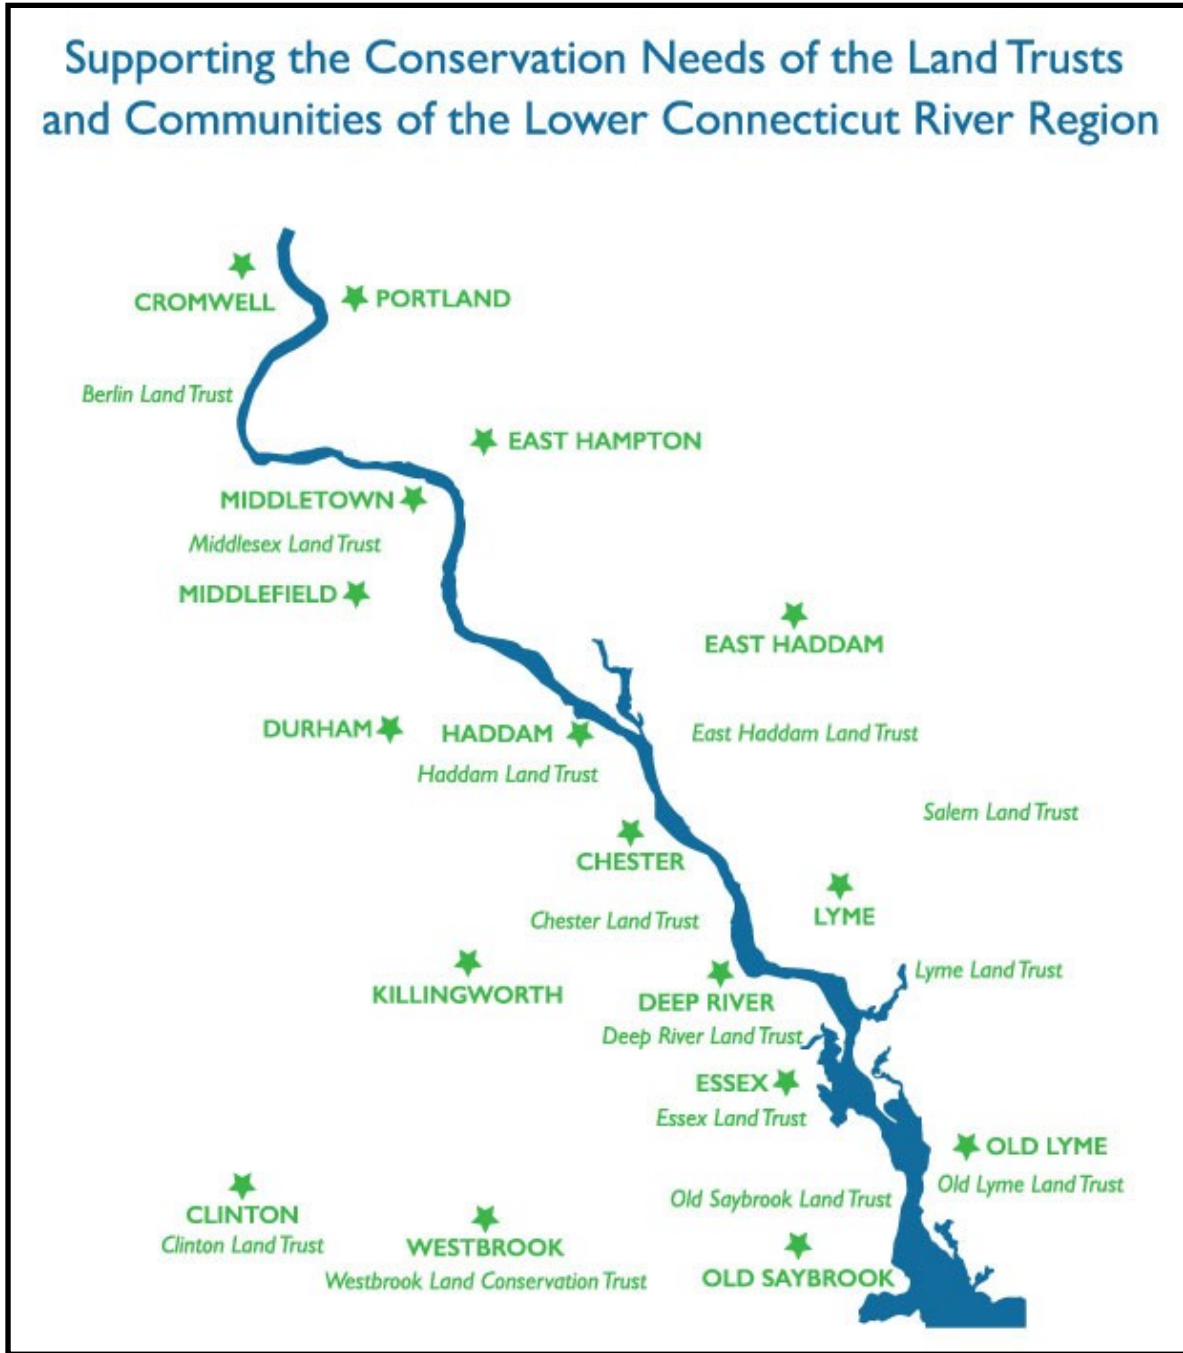 Supporting the Conservation Needs of the Land Trusts
and Communities of the Lower Connecticut River Region
CROMWELL
PORTLAND
Berlin Land Trust
EAST HAMPTON
MIDDLETOWN
Middlesex Land Trust
MIDDLEFIELD
EAST HADDAM
DURHAM
HADDAM
East Haddam Land Trust
Haddam Land Trust
Salem Land Trust
CHESTER
LYME
Chester Land Trust
Lyme Land Trust
KILLINGWORTH
DEEP RIVER
Deep River Land Trust
ESSEX
Essex Land Trust
OLD LYME
Old Lyme Land Trust
Old Saybrook Land Trust
CLINTON
Clinton Land Trust
WESTBROOK
Westbrook Land Conservation Trust
OLD SAYBROOK